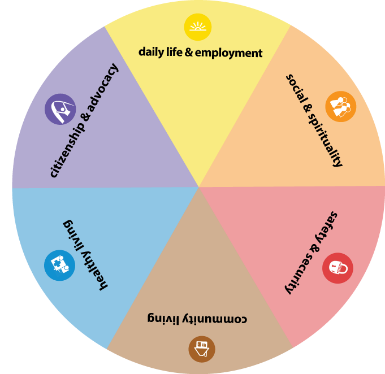 daily life & employment
social & spirituality
safety & security
community living
healthy living
citizenship & advocacy